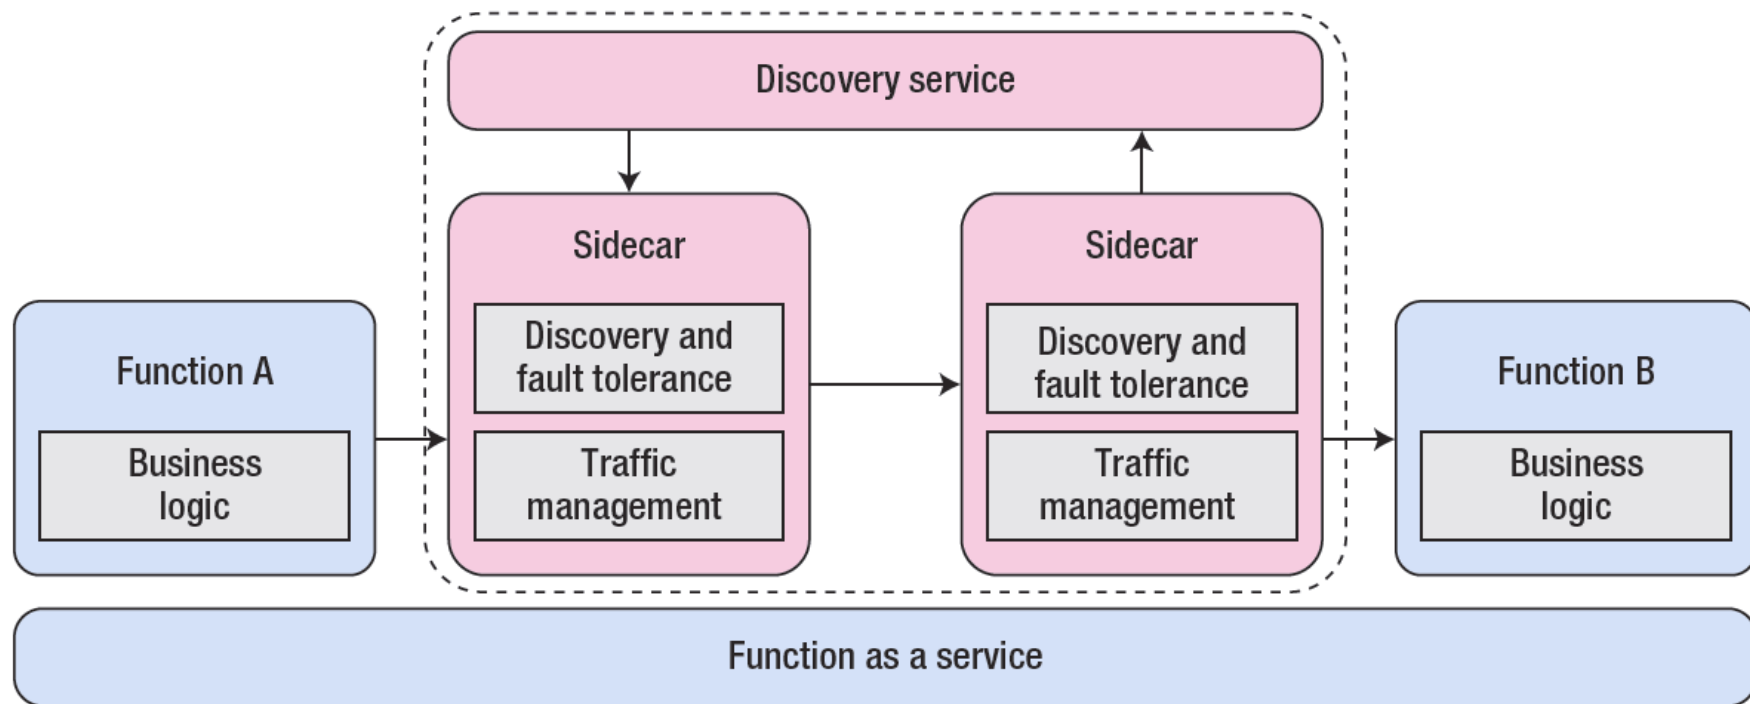 Discovery service
Sidecar
Discovery and
fault tolerance
Traffic
management
Sidecar
Discovery and
fault tolerance
Traffic
management
Function A
Business
logic
Function B
Business
logic
Function as a service